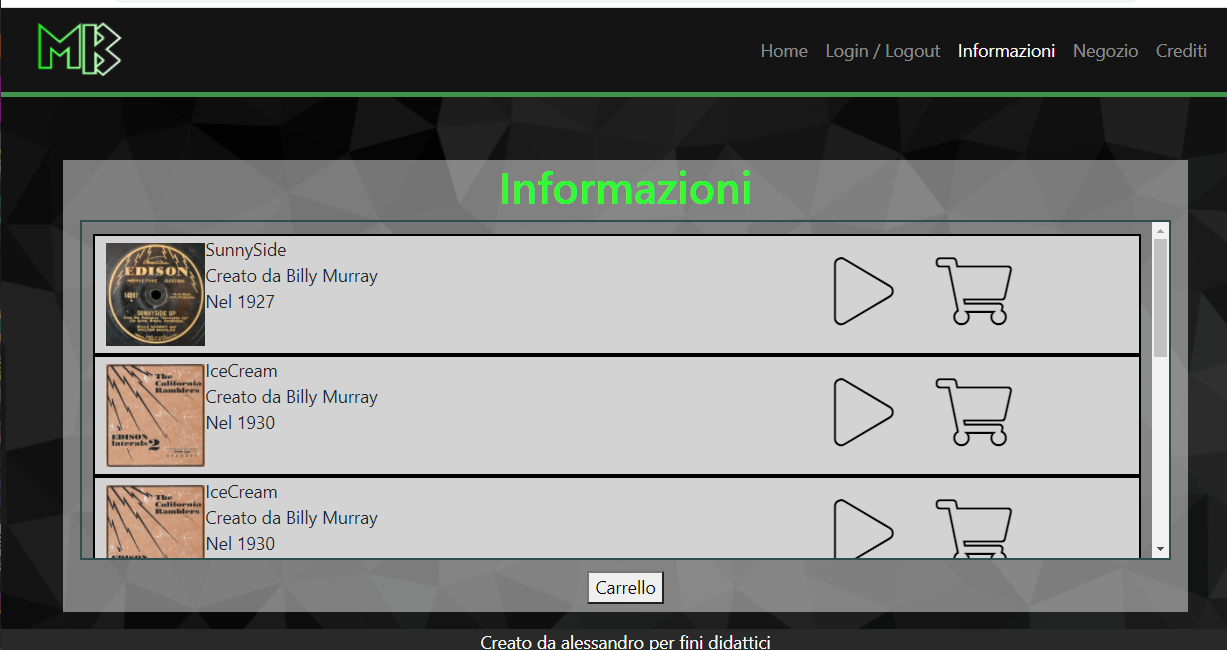 MB
Home Login / Logout Informazioni Negozio Crediti
Informazioni
EDISON
SUNNYSIDE UP
SunnySide
Creato da Billy Murray
Nel 1927
The
California
Ramblers
EDISON
laterals 2
IceCream
Creato da Billy Murray
Nel 1930
The
California
Ramblers
EDISON
IceCream
Creato da Billy Murray
Nel 1930
Carrello
Creato da alessandro per fini didattici